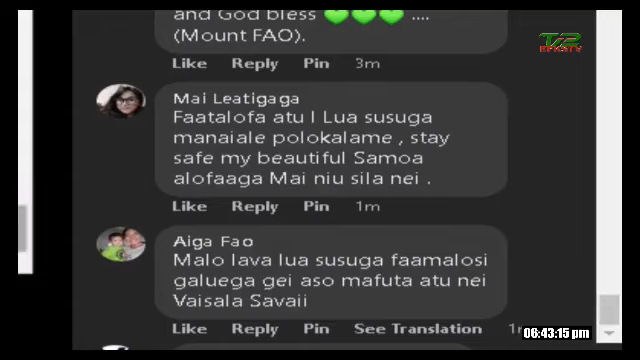 and God bless 💚💚💚 ....
(Mount FAO).
Like Reply Pin 3m
Mai Leatigaga
Faatalofa atu I Lua susuga
manaiale polokalame , stay
safe my beautiful Samoa
alofaaga Mai niu sila nei .
Like Reply Pin 1m
Aiga Fao
Malo lava lua susuga faamalosi
galuega gei aso mafuta atu nei
Vaisala Savaii
Like Reply Pin See Translation
TV2
06:43:15 pm